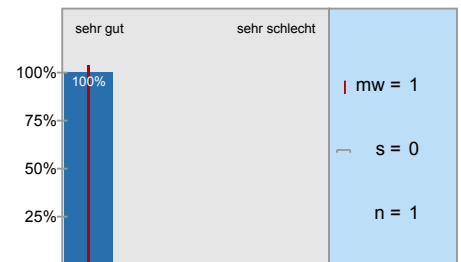 sehr gut sehr schlecht
100%
100%
mw = 1
75%
s = 0
50%
25%
n = 1